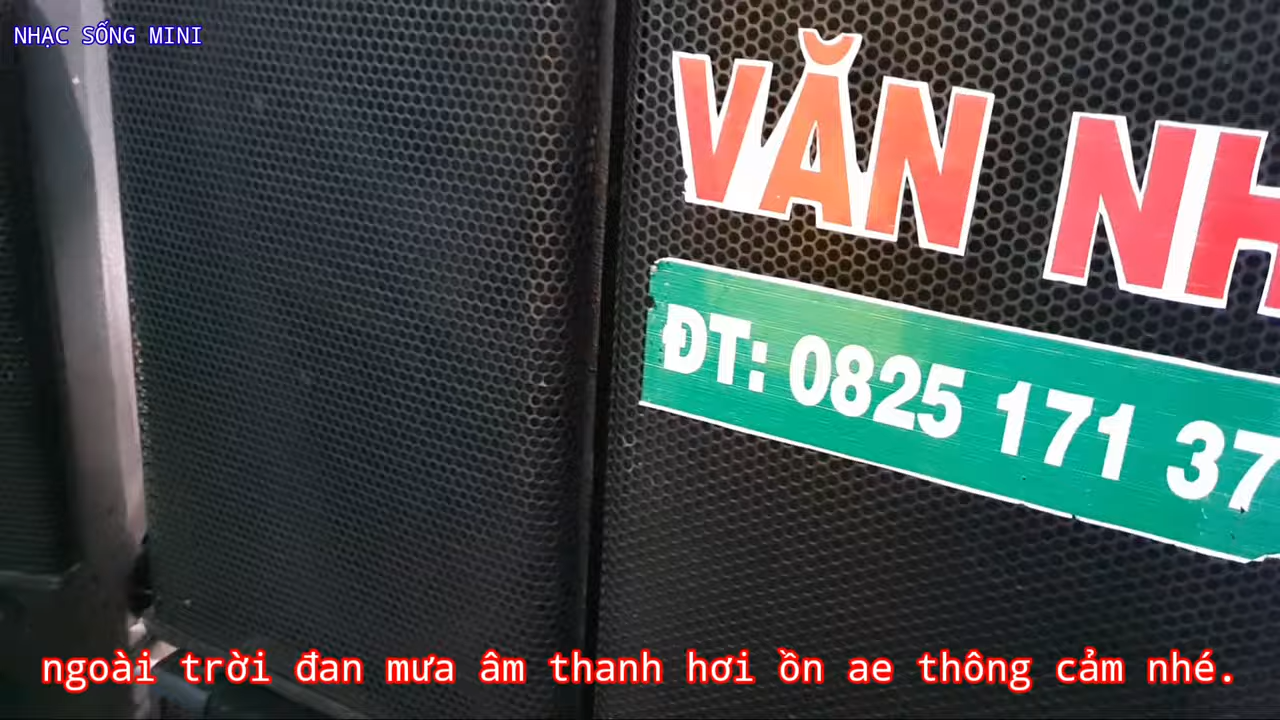 NHẠC SỐNG MINI
VĂN NH
ĐT: 0825 171 37
ngoài trời đan mưa âm thanh hơi ồn ae thông cảm nhé.